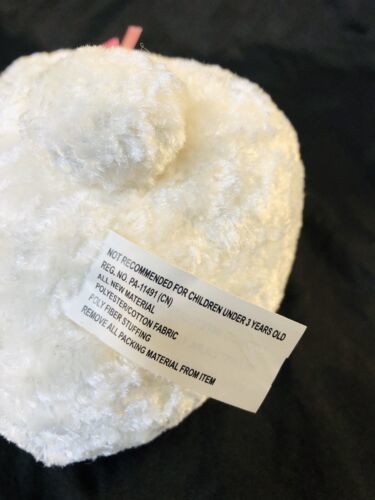 NOT RECOMMENDED FOR CHILDREN UNDER 3 YEARS OLD
REG. NO. PA-11491 (CN)
ALL NEW MATERIAL
POLYESTER/COTTON FABRIC
POLY FIBER STUFFING
REMOVE ALL PACKING MATERIAL FROM ITEM